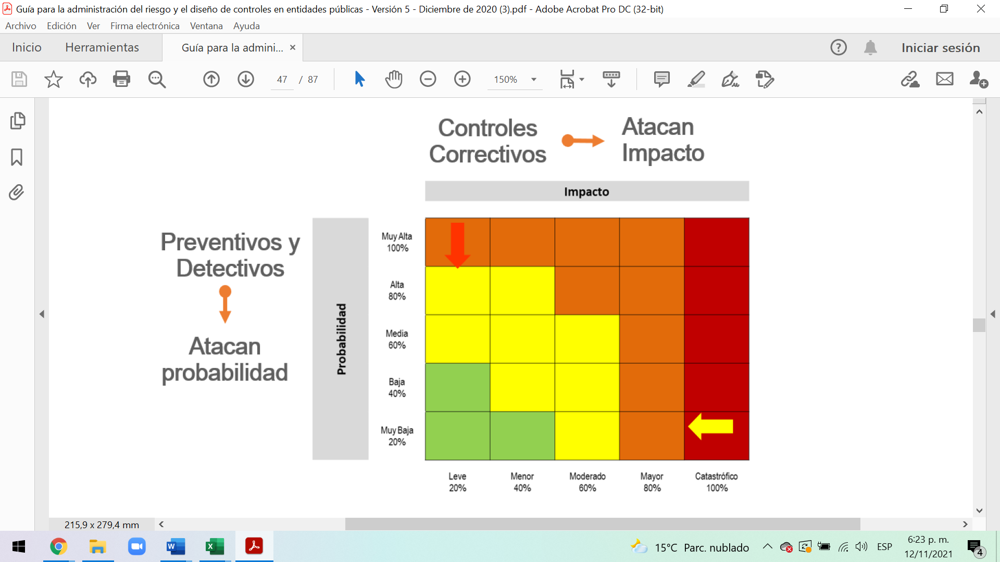 Guía para la administración del riesgo y el diseño de controles en entidades públicas - Versión 5 - Diciembre de 2020 (3).pdf - Adobe Acrobat Pro DC (32-bit)
Archivo Edición Ver Firma electrónica Ventana Ayuda
Inicio Herramientas Guía para la admini... × Iniciar sesión
47 / 87 150%
Controles
Correctivos
Atacan
Impacto
Impacto
Preventivos y
Detectivos
Atacan
probabilidad
Probabilidad
Muy Alta
100%
Alta
80%
Media
60%
Baja
40%
Muy Baja
20%
Leve
20%
Menor
40%
Moderado
60%
Mayor
80%
Catastrófico
100%
215,9 x 279,4 mm
15°C Parc. nublado
ESP
6:23 p. m.
12/11/2021
4